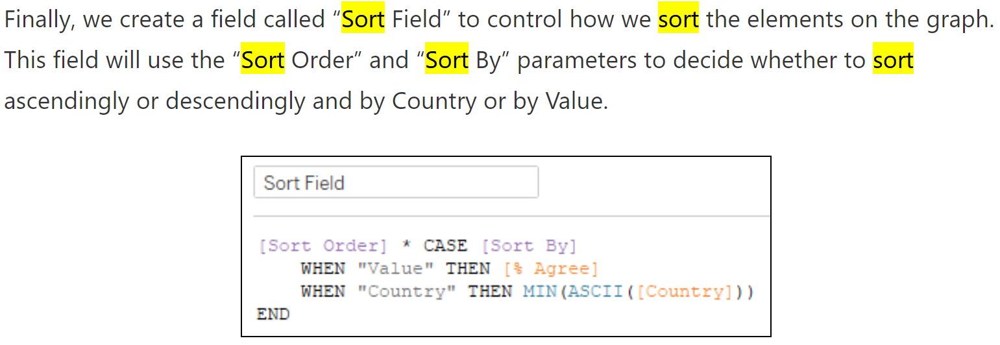 Finally, we create a field called “Sort Field” to control how we sort the elements on the graph.
This field will use the “Sort Order” and “Sort By” parameters to decide whether to sort
ascendingly or descendingly and by Country or by Value.
Sort Field
[Sort Order] * CASE [Sort By]
    WHEN "Value" THEN [% Agree]
    WHEN "Country" THEN MIN(ASCII([Country]))
END